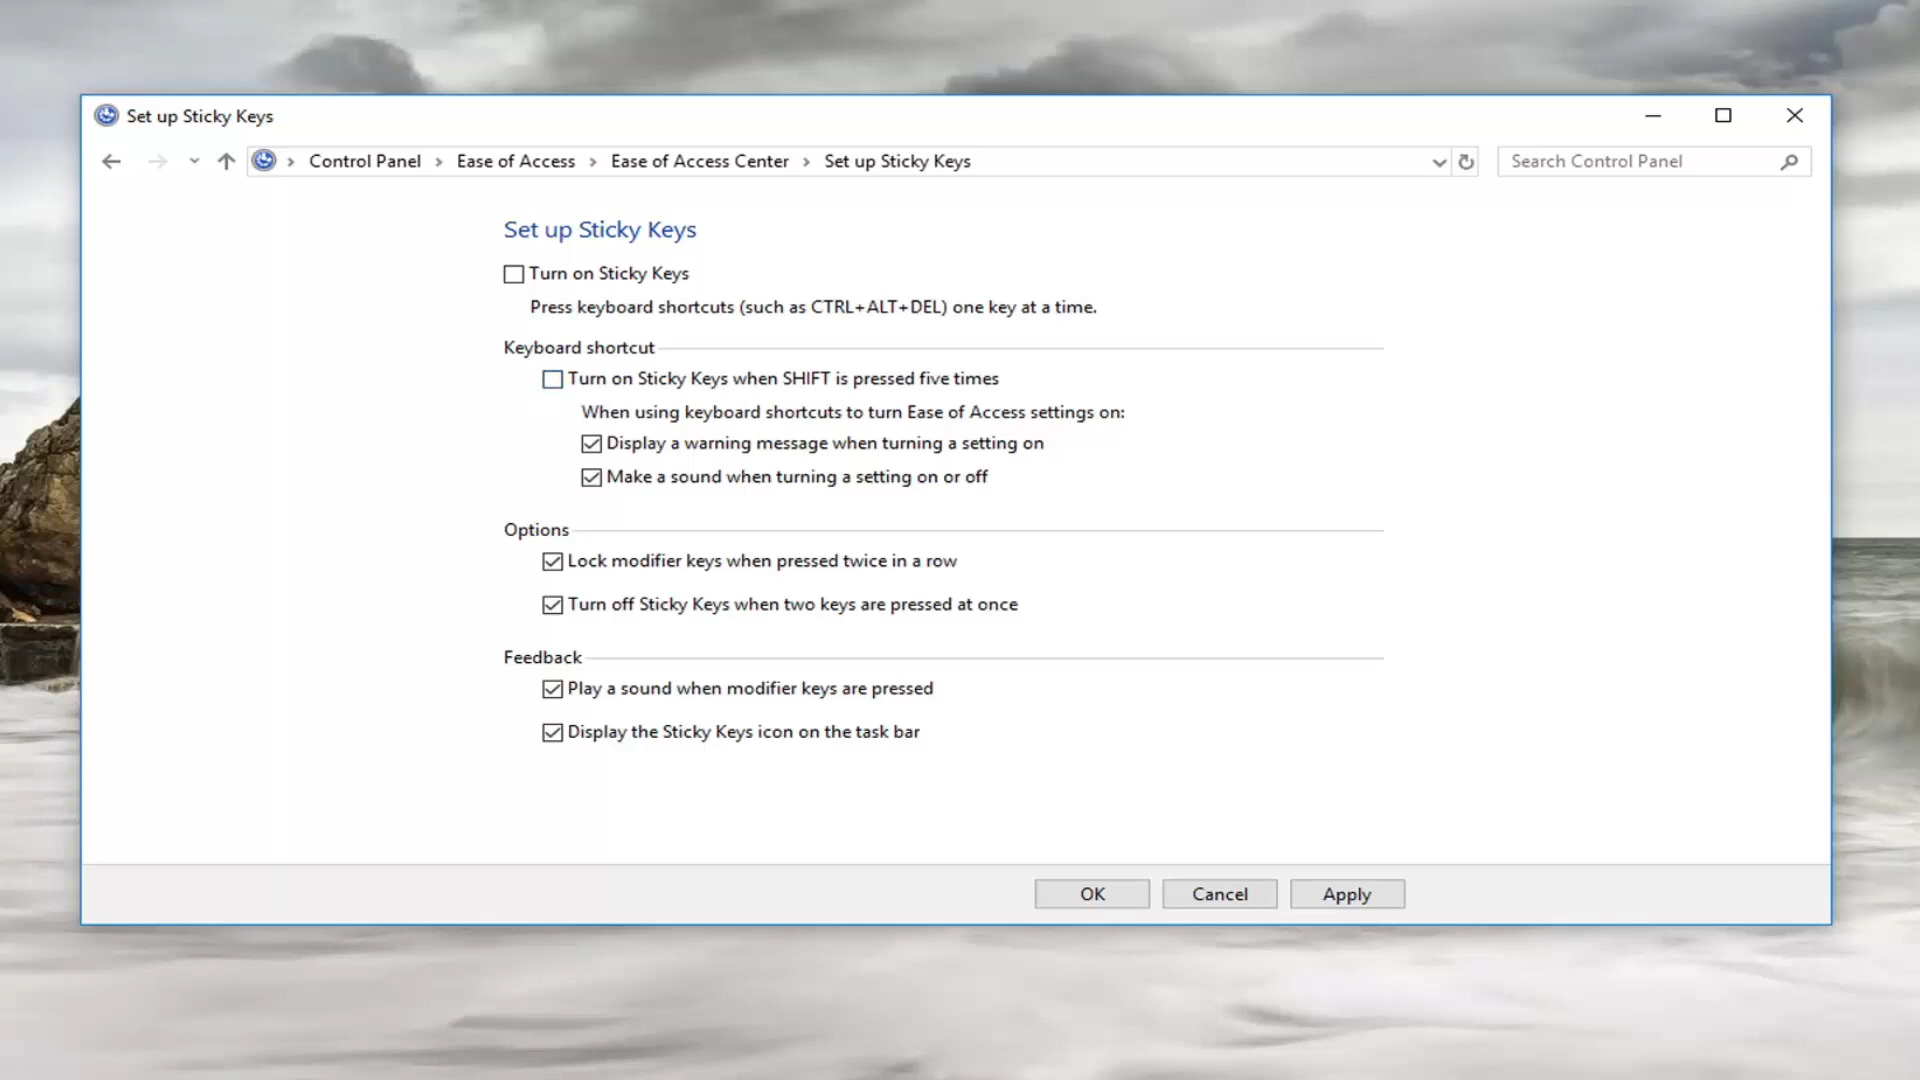 Set up Sticky Keys
Control Panel > Ease of Access > Ease of Access Center > Set up Sticky Keys
Search Control Panel
Set up Sticky Keys
Turn on Sticky Keys
Press keyboard shortcuts (such as CTRL+ALT+DEL) one key at a time.
Keyboard shortcut
Turn on Sticky Keys when SHIFT is pressed five times
When using keyboard shortcuts to turn Ease of Access settings on:
Display a warning message when turning a setting on
Make a sound when turning a setting on or off
Options
Lock modifier keys when pressed twice in a row
Turn off Sticky Keys when two keys are pressed at once
Feedback
Play a sound when modifier keys are pressed
Display the Sticky Keys icon on the task bar
OK Cancel Apply